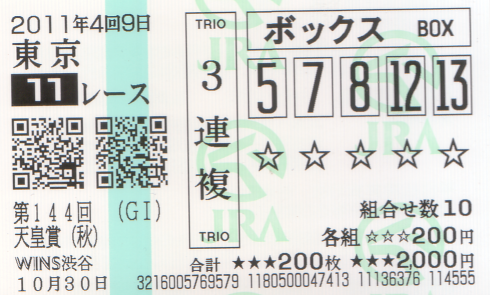 2011年4回9日
東京
11レース
第144回 (GI)
天皇賞(秋)
WINS渋谷
10月30日
TRIO
3連複
TRIO
ボックス BOX
5 7 8 12 13
☆ ☆ ☆ ☆ ☆
組合せ数10
各組 ☆☆☆200円
合計 ★★★200枚 ★★★2,000円
3216005769579 1180500047413 11136376 114555
JRA
JRA
JRA